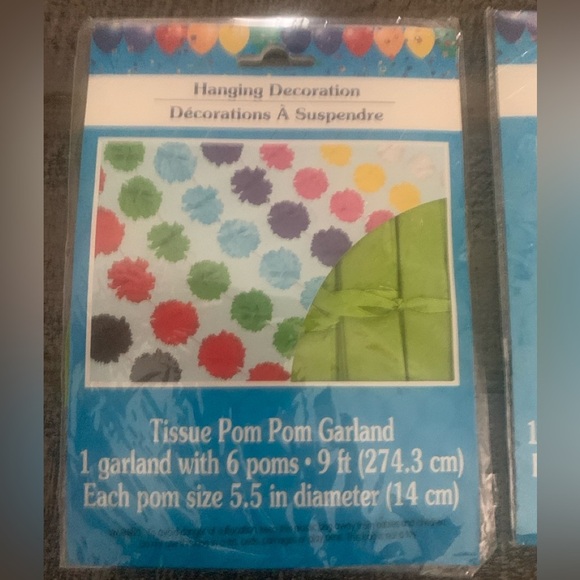 Hanging Decoration
Décorations À Suspendre
Tissue Pom Pom Garland
1 garland with 6 poms • 9 ft (274.3 cm)
Each pom size 5.5 in diameter (14 cm)
1